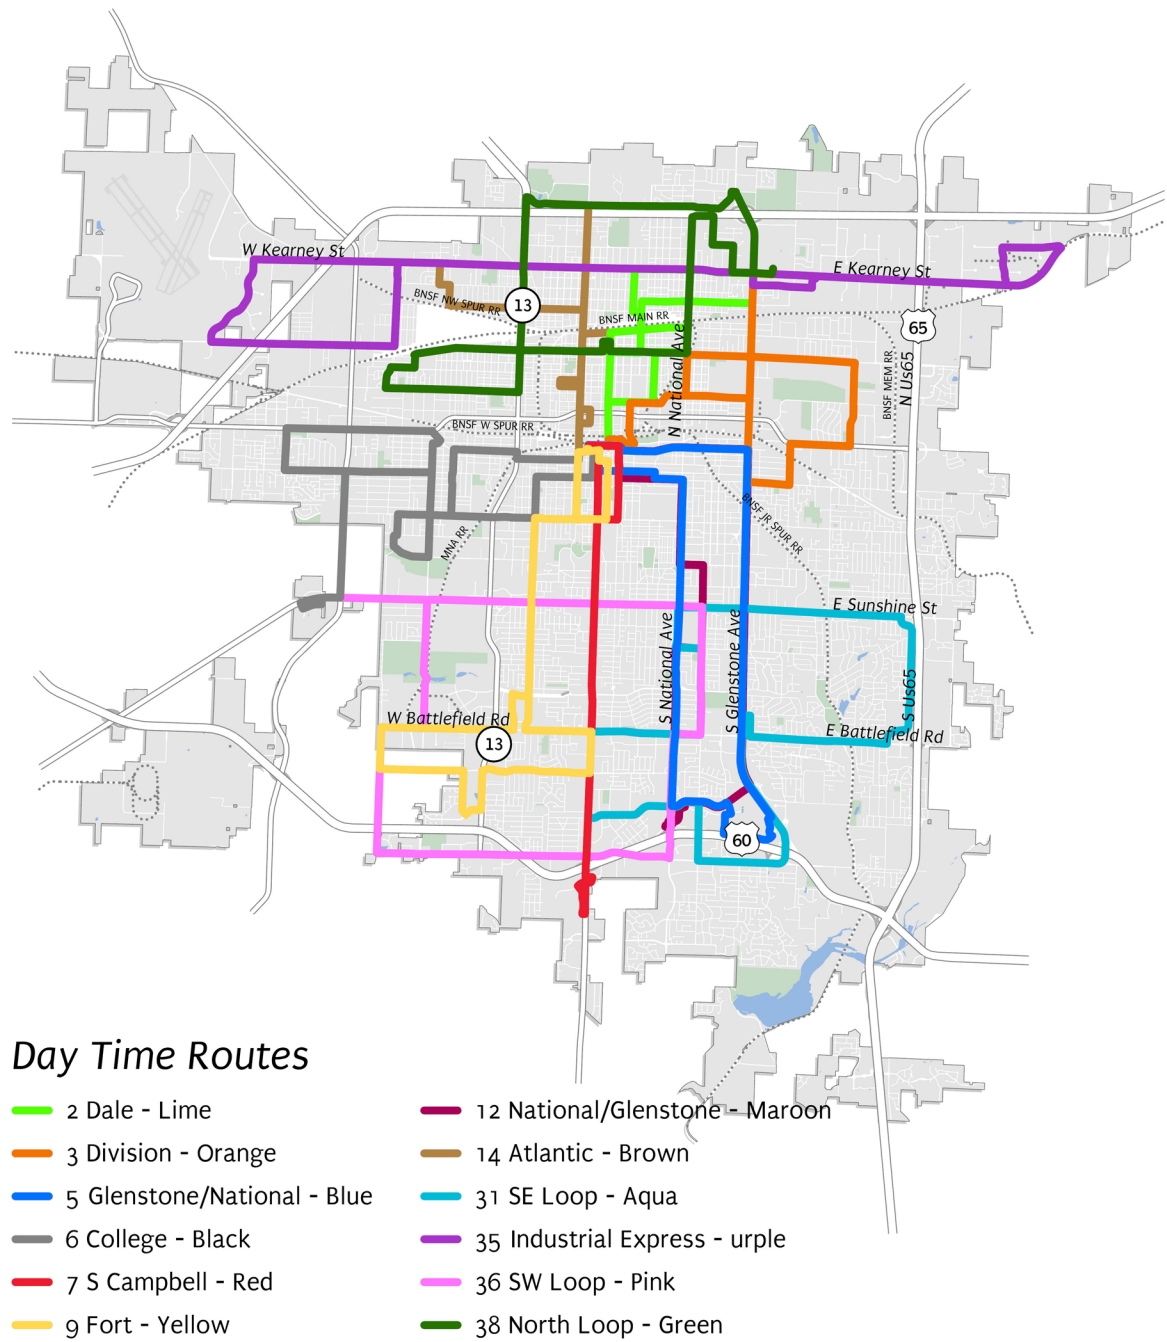 W Kearney St
E Kearney St
BNSF NW SPUR RR
13
BNSF MAIN RR
65
N National Ave
BNSF MEM RR
N Us65
BNSF W SPUR RR
BNSF JR SPUR RR
MNA RR
E Sunshine St
S National Ave
S Glenstone Ave
S Us65
W Battlefield Rd
E Battlefield Rd
13
60
Day Time Routes
2 Dale - Lime
3 Division - Orange
5 Glenstone/National - Blue
6 College - Black
7 S Campbell - Red
9 Fort - Yellow
12 National/Glenstone - Maroon
14 Atlantic - Brown
31 SE Loop - Aqua
35 Industrial Express - urple
36 SW Loop - Pink
38 North Loop - Green